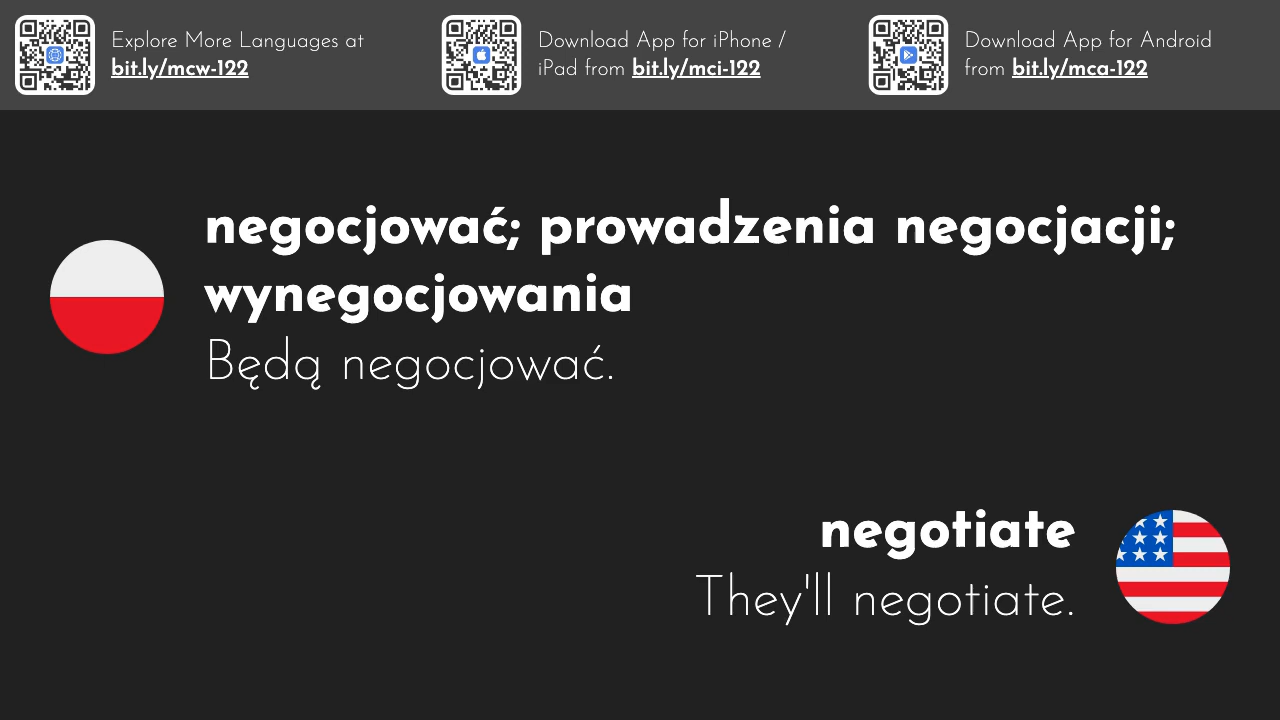 Explore More Languages at
bit.ly/mcw-122
Download App for iPhone /
iPad from bit.ly/mci-122
Download App for Android
from bit.ly/mca-122
negocjować; prowadzenia negocjacji;
wynegocjowania
Będą negocjować.
negotiate
They'll negotiate.